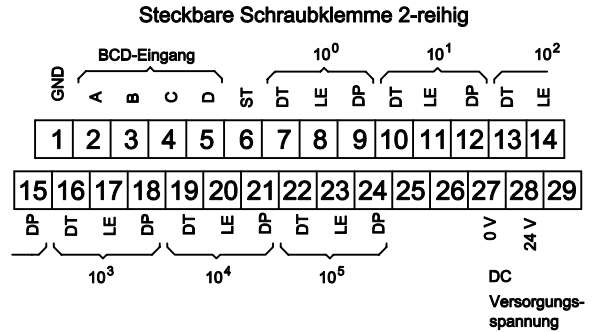 Steckbare Schraubklemme 2-reihig
BCD-Eingang 10⁰ 10¹ 10²
GND A B C D ST DT LE DP DT LE DP DT LE
1 2 3 4 5 6 7 8 9 10 11 12 13 14
15 16 17 18 19 20 21 22 23 24 25 26 27 28 29
DP DT LE DP DT LE DP DT LE DP 0 V 24 V
10³ 10⁴ 10⁵
DC
Versorgungs-
spannung